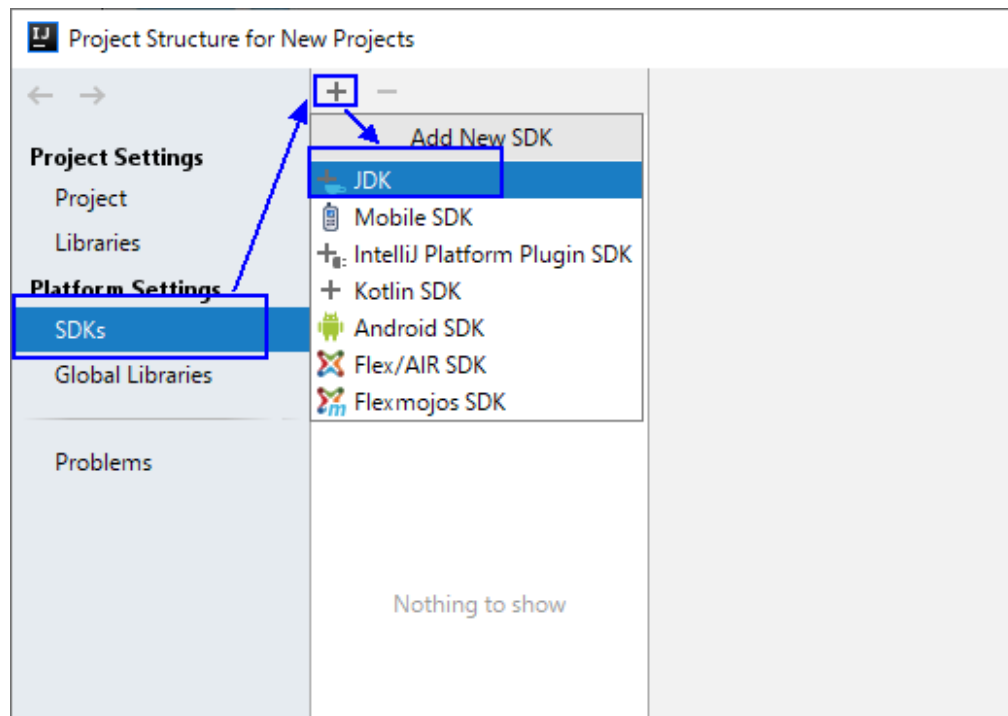 IJ
Project Structure for New Projects
Project Settings
Project
Libraries
Platform Settings
SDKs
Global Libraries
Problems
Add New SDK
JDK
Mobile SDK
IntelliJ Platform Plugin SDK
Kotlin SDK
Android SDK
Flex/AIR SDK
Flexmojos SDK
Nothing to show